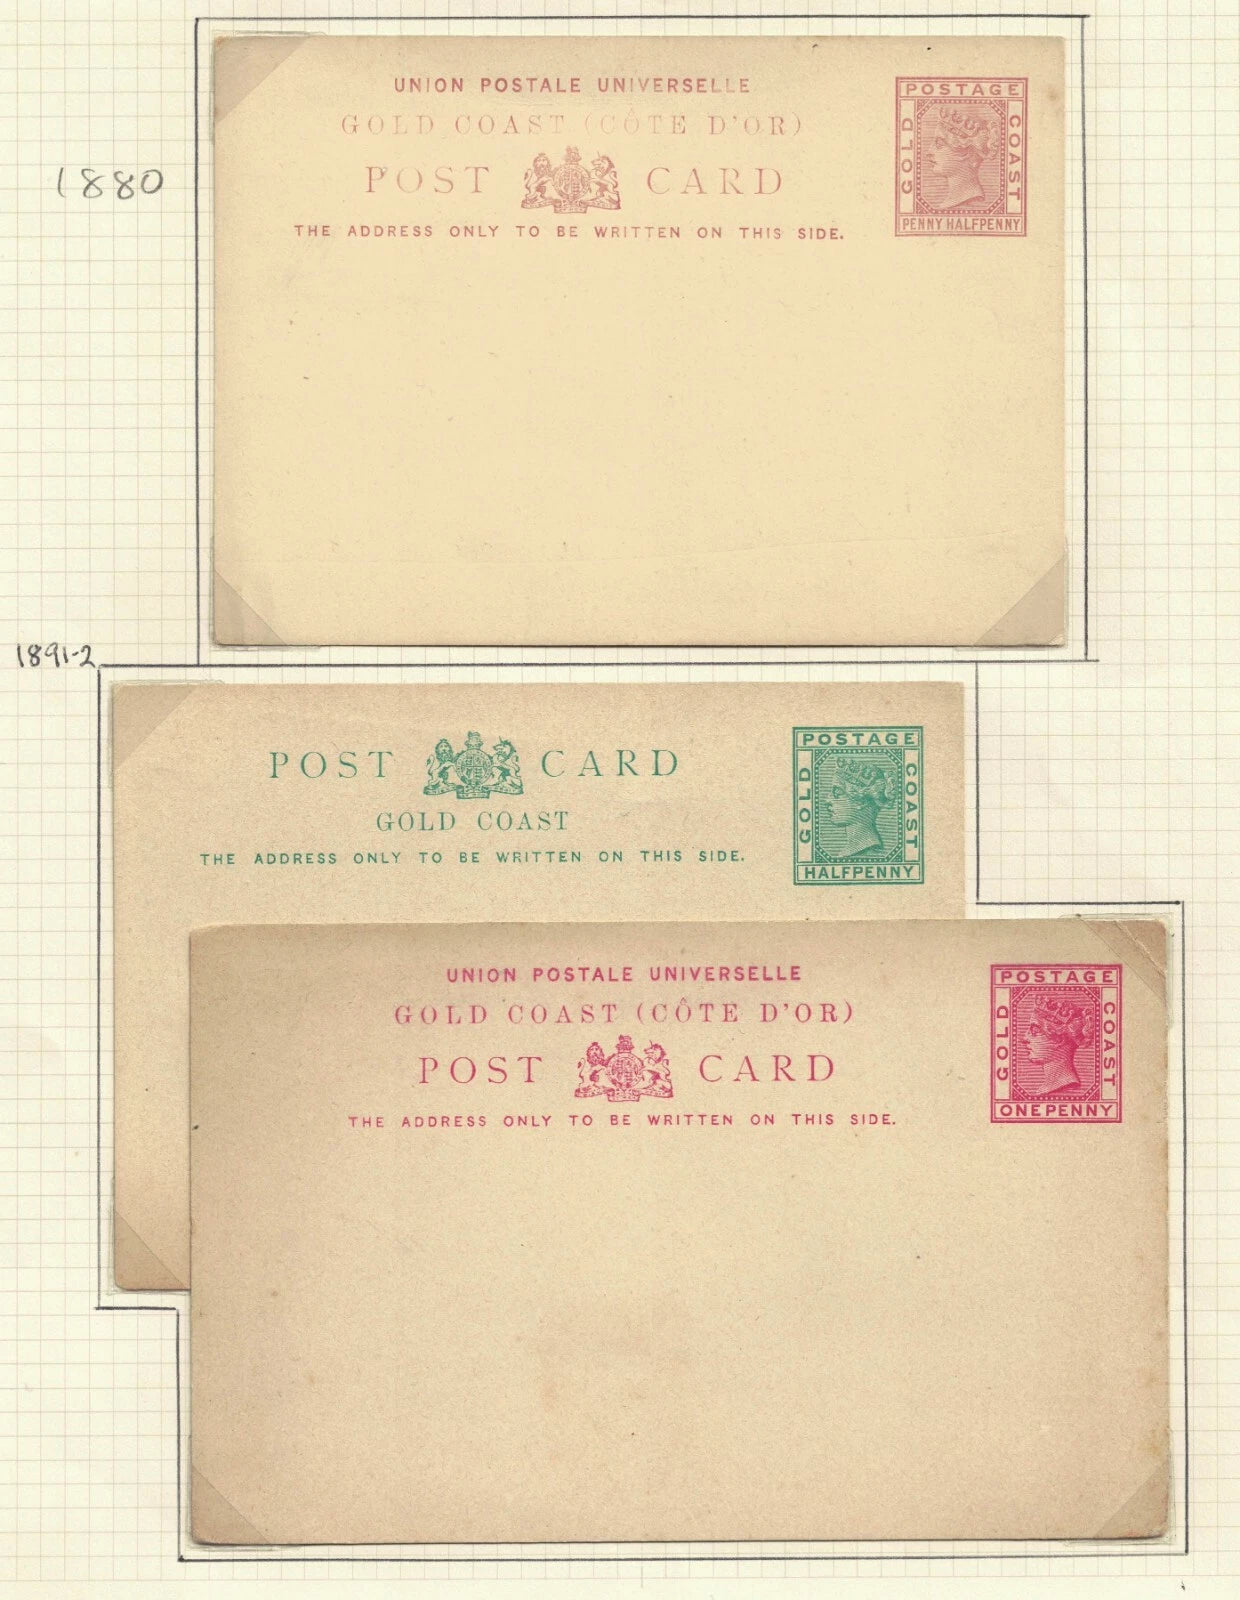 1880
UNION POSTALE UNIVERSELLE
GOLD COAST (CÔTE D'OR)
POST CARD
THE ADDRESS ONLY TO BE WRITTEN ON THIS SIDE.
POSTAGE
GOLD
COAST
PENNY HALFPENNY
1891-2
POST CARD
GOLD COAST
THE ADDRESS ONLY TO BE WRITTEN ON THIS SIDE.
POSTAGE
GOLD
COAST
HALFPENNY
UNION POSTALE UNIVERSELLE
GOLD COAST (CÔTE D'OR)
POST CARD
THE ADDRESS ONLY TO BE WRITTEN ON THIS SIDE.
POSTAGE
GOLD
COAST
ONE PENNY